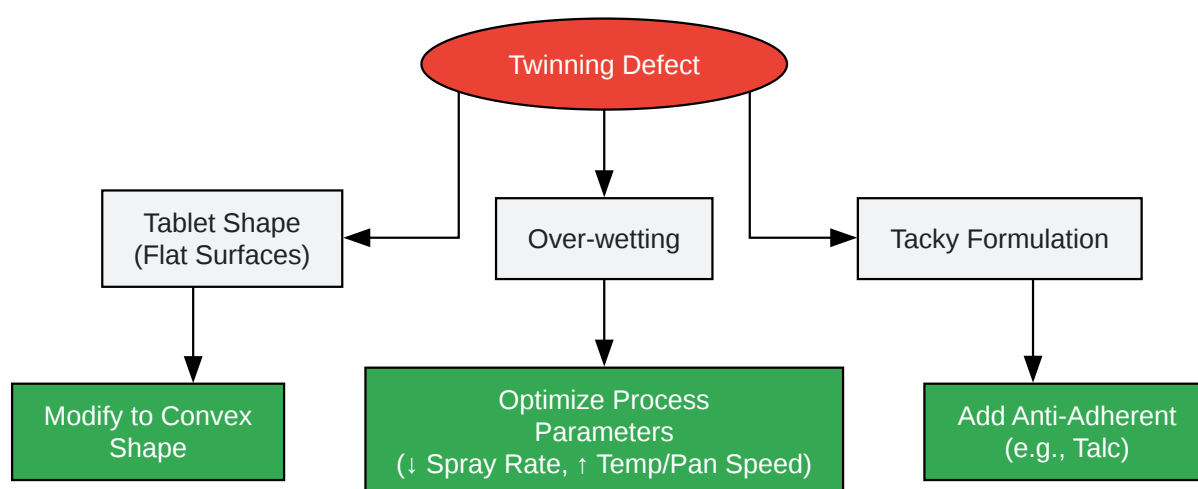 Twinning Defect
Tablet Shape
(Flat Surfaces)
Over-wetting
Tacky Formulation
Modify to Convex
Shape
Optimize Process
Parameters
(↓ Spray Rate, ↑ Temp/Pan Speed)
Add Anti-Adherent
(e.g., Talc)